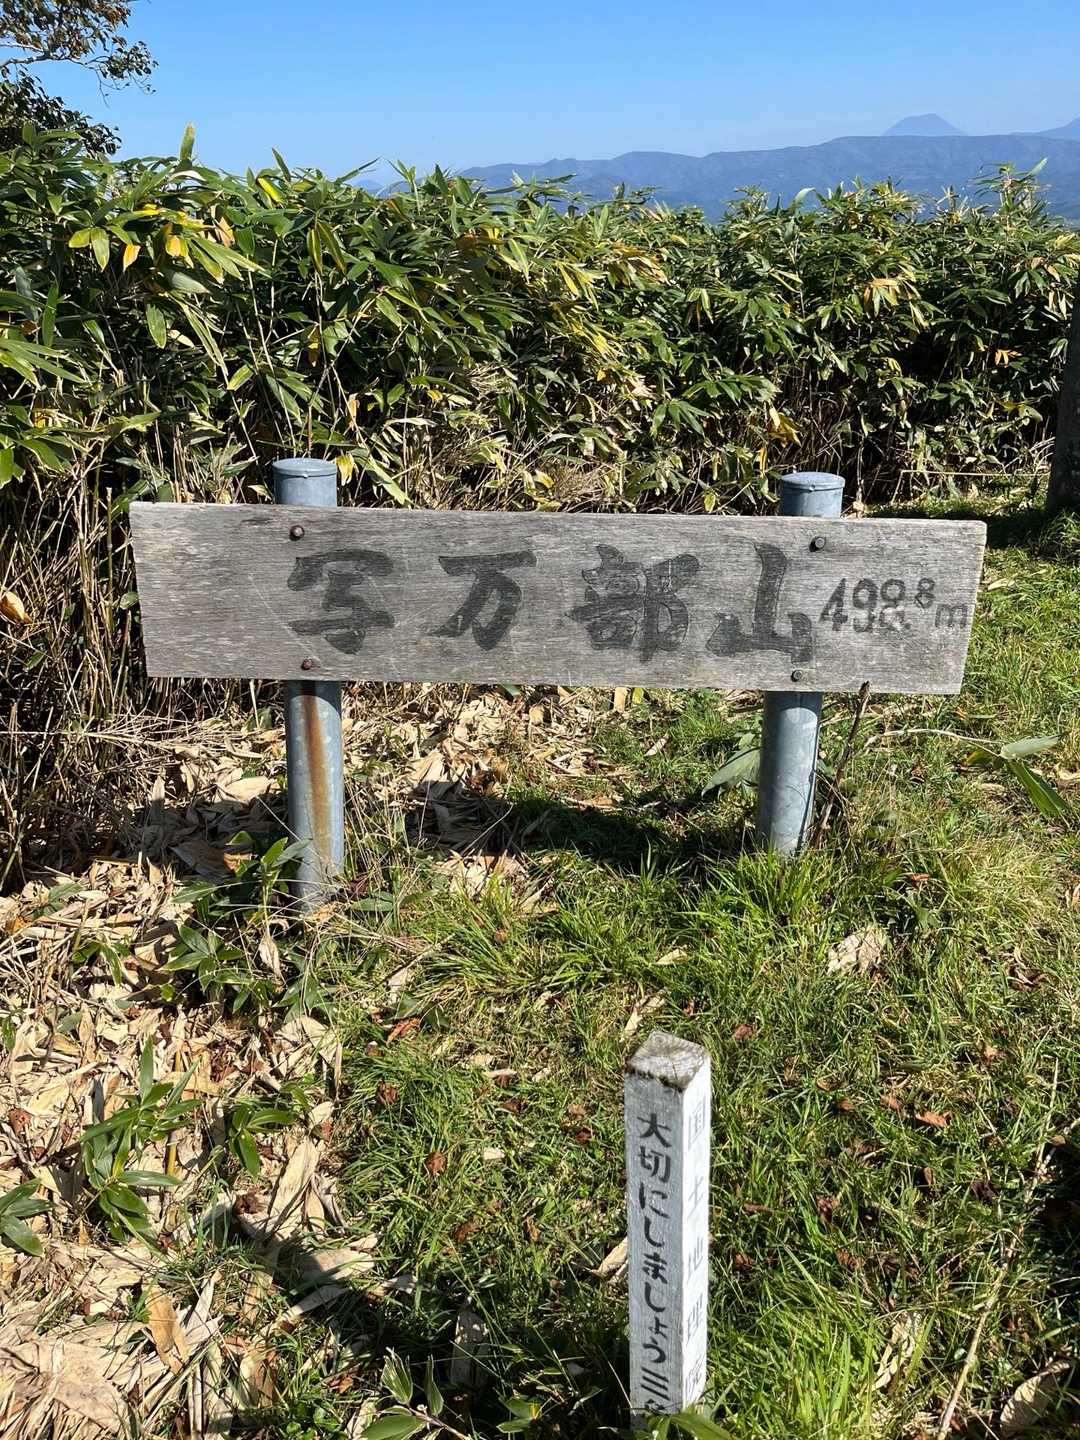 写万部山 498.8m
大切にしましょう三
国土地理院